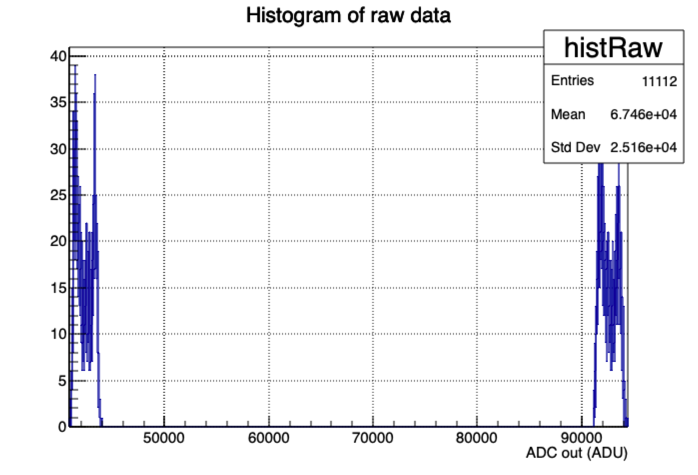 Histogram of raw data
histRaw
Entries 11112
Mean 6.746e+04
Std Dev 2.516e+04
40
35
30
25
20
15
10
5
0
50000 60000 70000 80000 90000
ADC out (ADU)